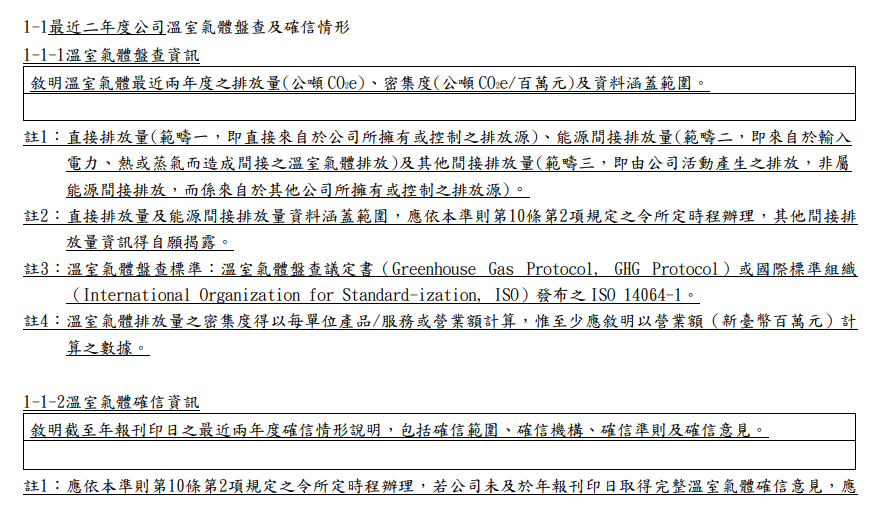 1-1最近二年度公司溫室氣體盤查及確信情形
1-1-1溫室氣體盤查資訊
敘明溫室氣體最近兩年度之排放量(公噸CO₂e)、密集度(公噸CO₂e/百萬元)及資料涵蓋範圍。
註1：直接排放量(範疇一，即直接來自於公司所擁有或控制之排放源)、能源間接排放量(範疇二，即來自於輸入
電力、熱或蒸氣而造成間接之溫室氣體排放)及其他間接排放量(範疇三，即由公司活動產生之排放，非屬
能源間接排放，而係來自於其他公司所擁有或控制之排放源)。
註2：直接排放量及能源間接排放量資料涵蓋範圍，應依本準則第10條第2項規定之令所定時程辦理，其他間接排
放量資訊得自願揭露。
註3：溫室氣體盤查標準：溫室氣體盤查議定書（Greenhouse Gas Protocol, GHG Protocol）或國際標準組織
（International Organization for Standard-ization, ISO）發布之 ISO 14064-1。
註4：溫室氣體排放量之密集度得以每單位產品/服務或營業額計算，惟至少應敘明以營業額（新臺幣百萬元）計
算之數據。
1-1-2溫室氣體確信資訊
敘明截至年報刊印日之最近兩年度確信情形說明，包括確信範圍、確信機構、確信準則及確信意見。
註1：應依本準則第10條第2項規定之令所定時程辦理，若公司未及於年報刊印日取得完整溫室氣體確信意見，應